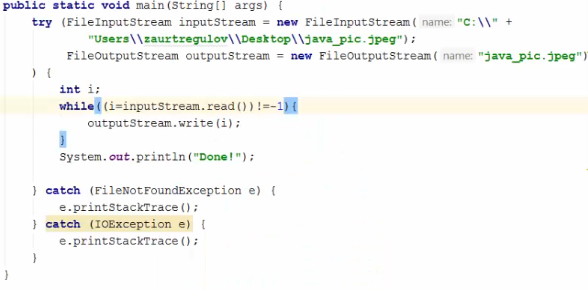 public static void main(String[] args) {
try (FileInputStream inputStream = new FileInputStream( name: "C:\\" +
"Users\\zaurtregulov\\Desktop\\java_pic.jpeg");
FileOutputStream outputStream = new FileOutputStream( name: "java_pic.jpeg")
) {
int i;
while((i=inputStream.read())!=-1){
outputStream.write(i);
}
System.out.println("Done!");
} catch (FileNotFoundException e) {
e.printStackTrace();
} catch (IOException e) {
e.printStackTrace();
}
}